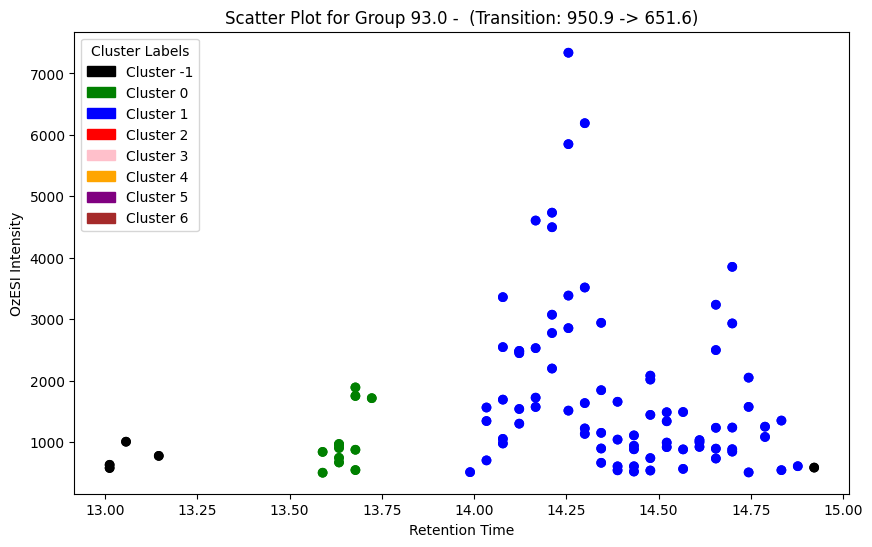 Scatter Plot for Group 93.0 -  (Transition: 950.9 -> 651.6)
Cluster Labels
Cluster -1
Cluster 0
Cluster 1
Cluster 2
Cluster 3
Cluster 4
Cluster 5
Cluster 6
OzESI Intensity
7000
6000
5000
4000
3000
2000
1000
13.00 13.25 13.50 13.75 14.00 14.25 14.50 14.75 15.00
Retention Time